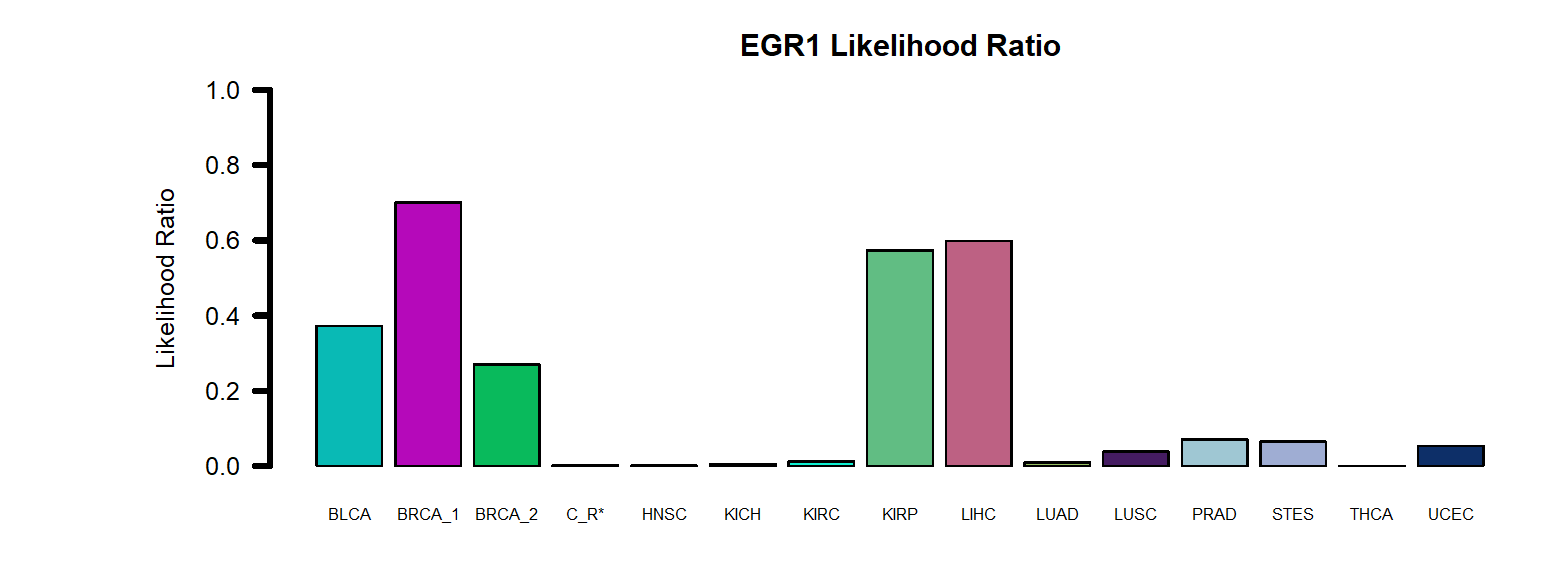 EGR1 Likelihood Ratio
Likelihood Ratio
1.0
0.8
0.6
0.4
0.2
0.0
BLCA BRCA_1 BRCA_2 C_R* HNSC KICH KIRC KIRP LIHC LUAD LUSC PRAD STES THCA UCEC